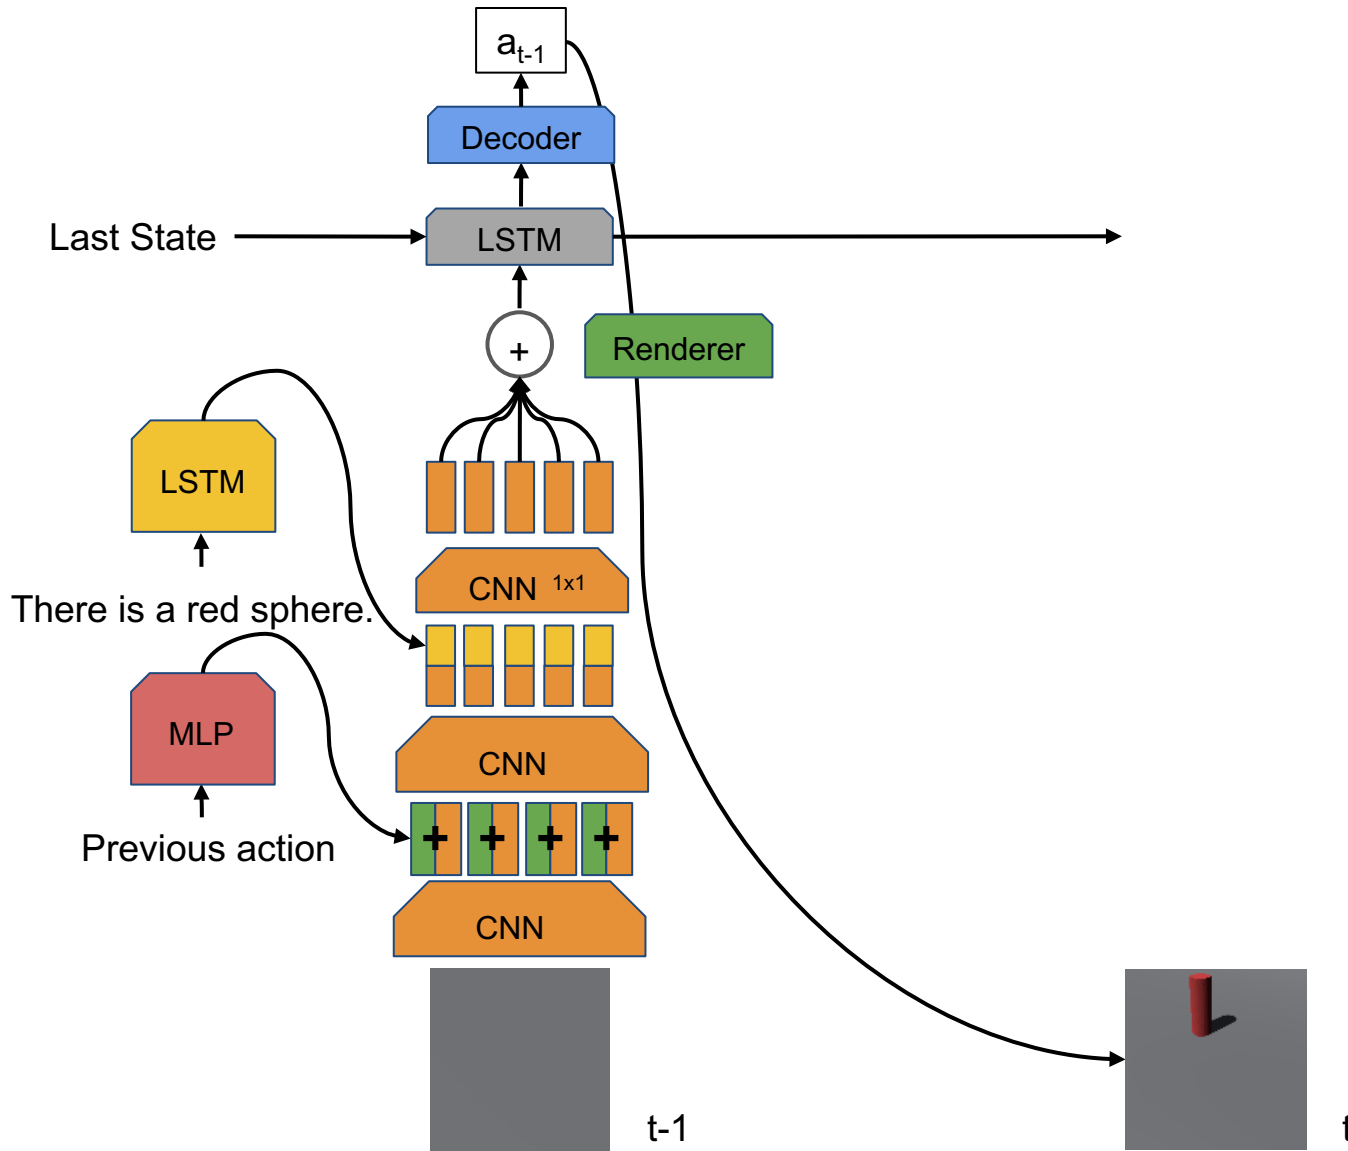 a_{t-1}
Decoder
Last State
LSTM
+
Renderer
LSTM
CNN 1x1
There is a red sphere.
MLP
CNN
+ + + +
Previous action
CNN
t-1
t